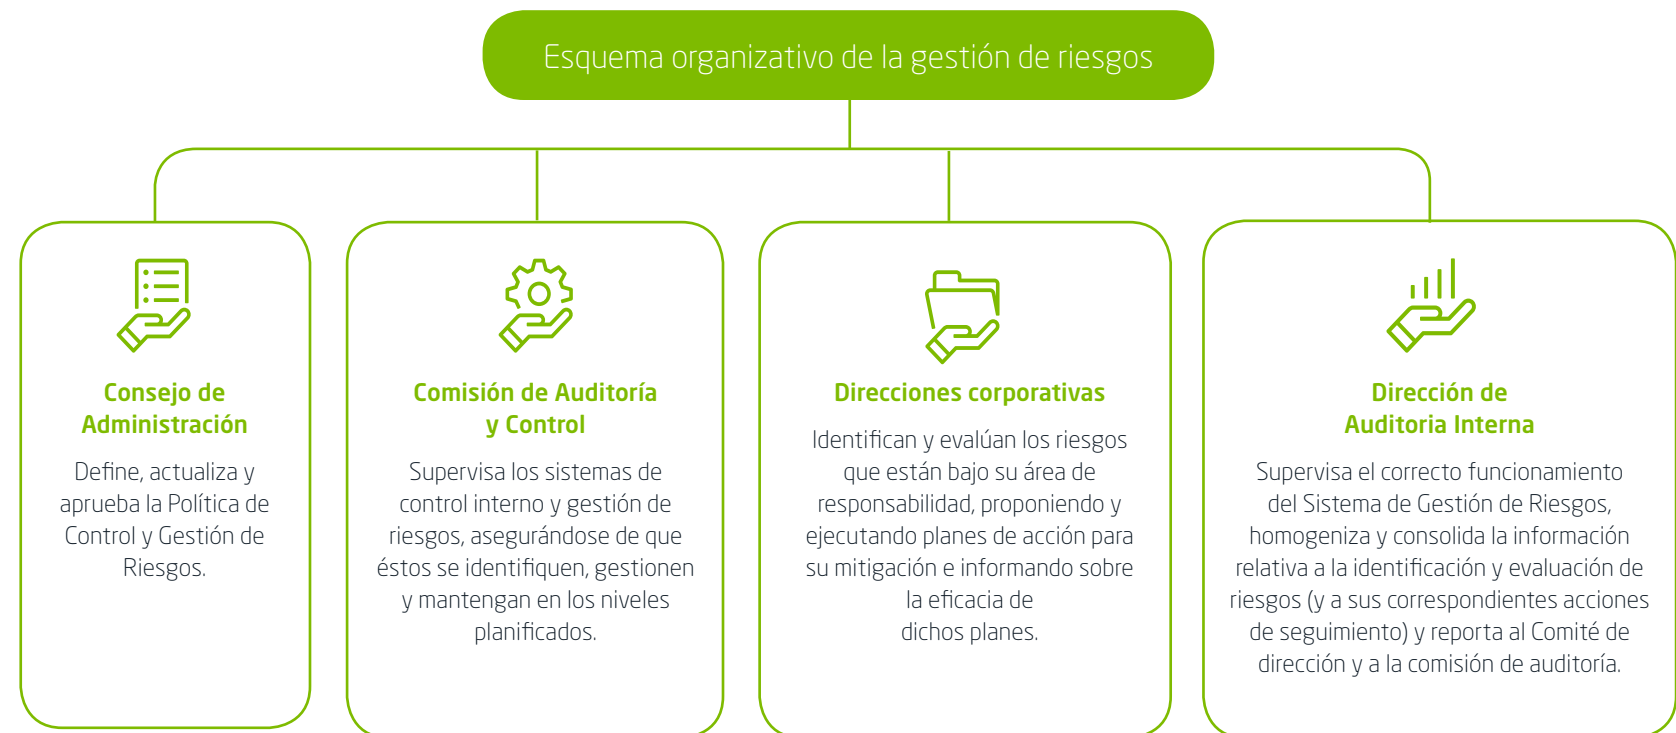 Esquema organizativo de la gestión de riesgos
Consejo de
Administración
Define, actualiza y
aprueba la Política de
Control y Gestión de
Riesgos.
Comisión de Auditoría
y Control
Supervisa los sistemas de
control interno y gestión de
riesgos, asegurándose de que
éstos se identifiquen, gestionen
y mantengan en los niveles
planificados.
Direcciones corporativas
Identifican y evalúan los riesgos
que están bajo su área de
responsabilidad, proponiendo y
ejecutando planes de acción para
su mitigación e informando sobre
la eficacia de
dichos planes.
Dirección de
Auditoria Interna
Supervisa el correcto funcionamiento
del Sistema de Gestión de Riesgos,
homogeniza y consolida la información
relativa a la identificación y evaluación de
riesgos (y a sus correspondientes acciones
de seguimiento) y reporta al Comité de
dirección y a la comisión de auditoría.